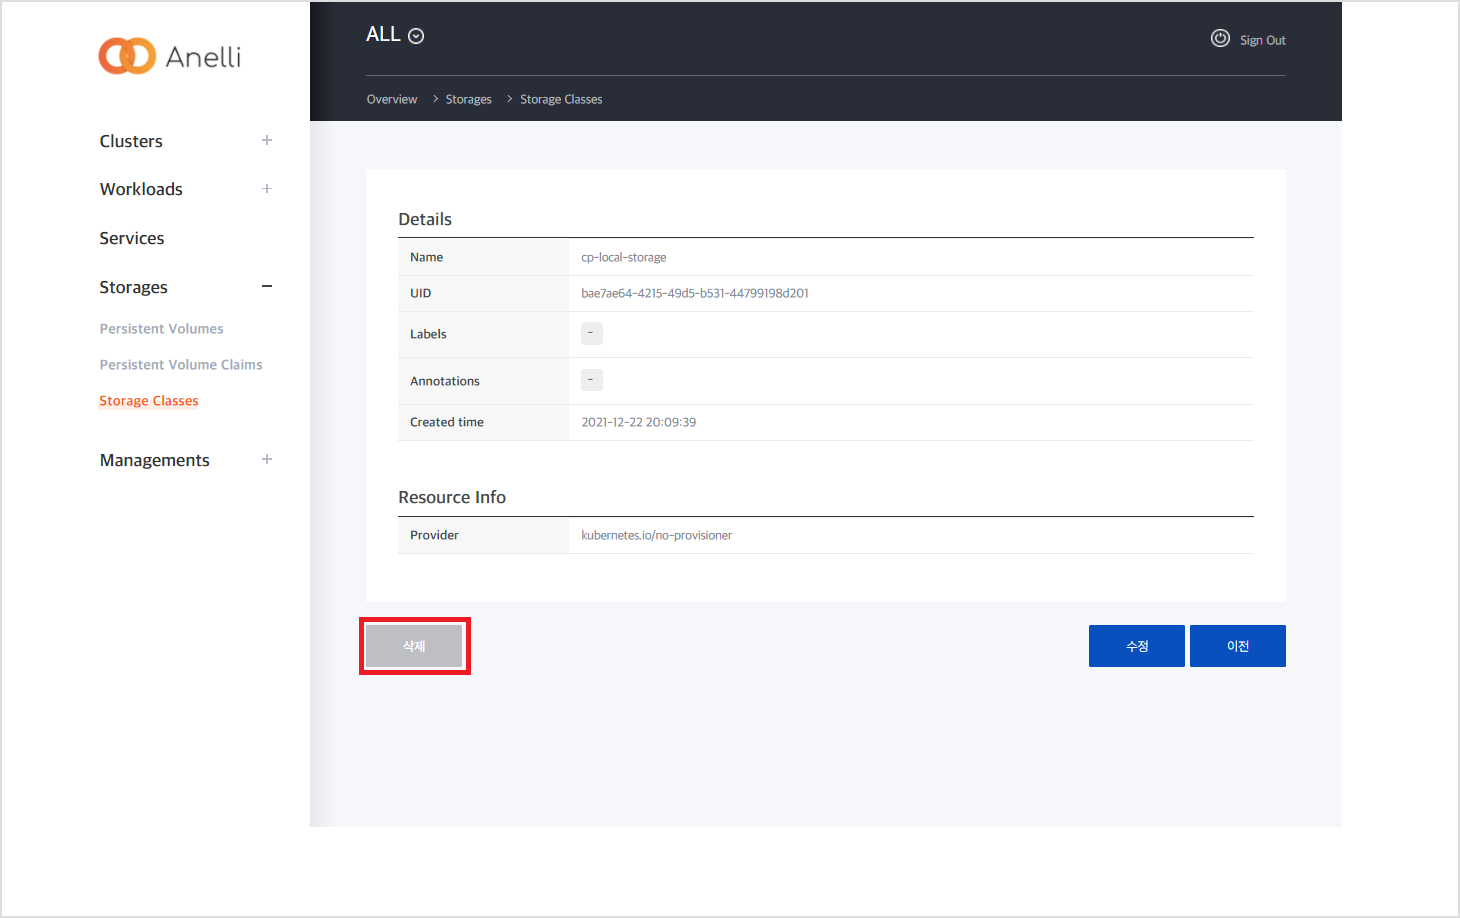 Anelli
ALL
Sign Out
Overview > Storages > Storage Classes
Clusters +
Workloads +
Services
Storages −
Persistent Volumes
Persistent Volume Claims
Storage Classes
Managements +
Details
Name cp-local-storage
UID bae7ae64-4215-49d5-b531-44799198d201
Labels -
Annotations -
Created time 2021-12-22 20:09:39
Resource Info
Provider kubernetes.io/no-provisioner
삭제
수정
이전